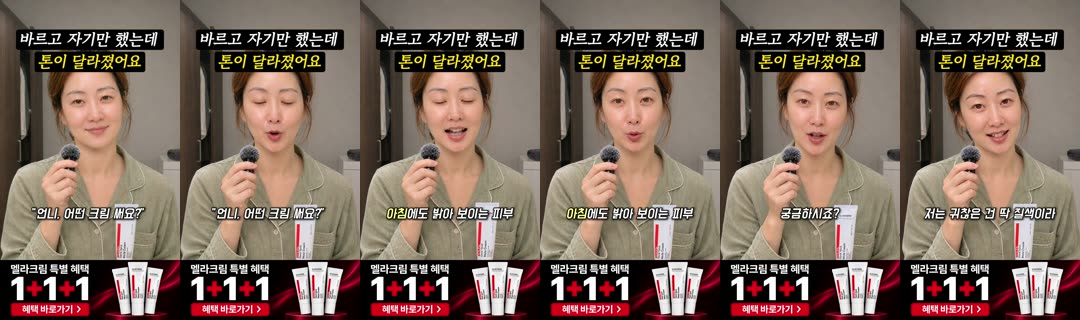 바르고 자기만 했는데
톤이 달라졌어요
"언니, 어떤 크림 써요?"
멜라크림 특별 혜택
1+1+1
혜택 바로가기 >
바르고 자기만 했는데
톤이 달라졌어요
"언니, 어떤 크림 써요?"
멜라크림 특별 혜택
1+1+1
혜택 바로가기 >
바르고 자기만 했는데
톤이 달라졌어요
아침에도 밝아 보이는 피부
멜라크림 특별 혜택
1+1+1
혜택 바로가기 >
바르고 자기만 했는데
톤이 달라졌어요
아침에도 밝아 보이는 피부
멜라크림 특별 혜택
1+1+1
혜택 바로가기 >
바르고 자기만 했는데
톤이 달라졌어요
궁금하시죠?
멜라크림 특별 혜택
1+1+1
혜택 바로가기 >
바르고 자기만 했는데
톤이 달라졌어요
저는 귀찮은 건 딱 질색이라
멜라크림 특별 혜택
1+1+1
혜택 바로가기 >